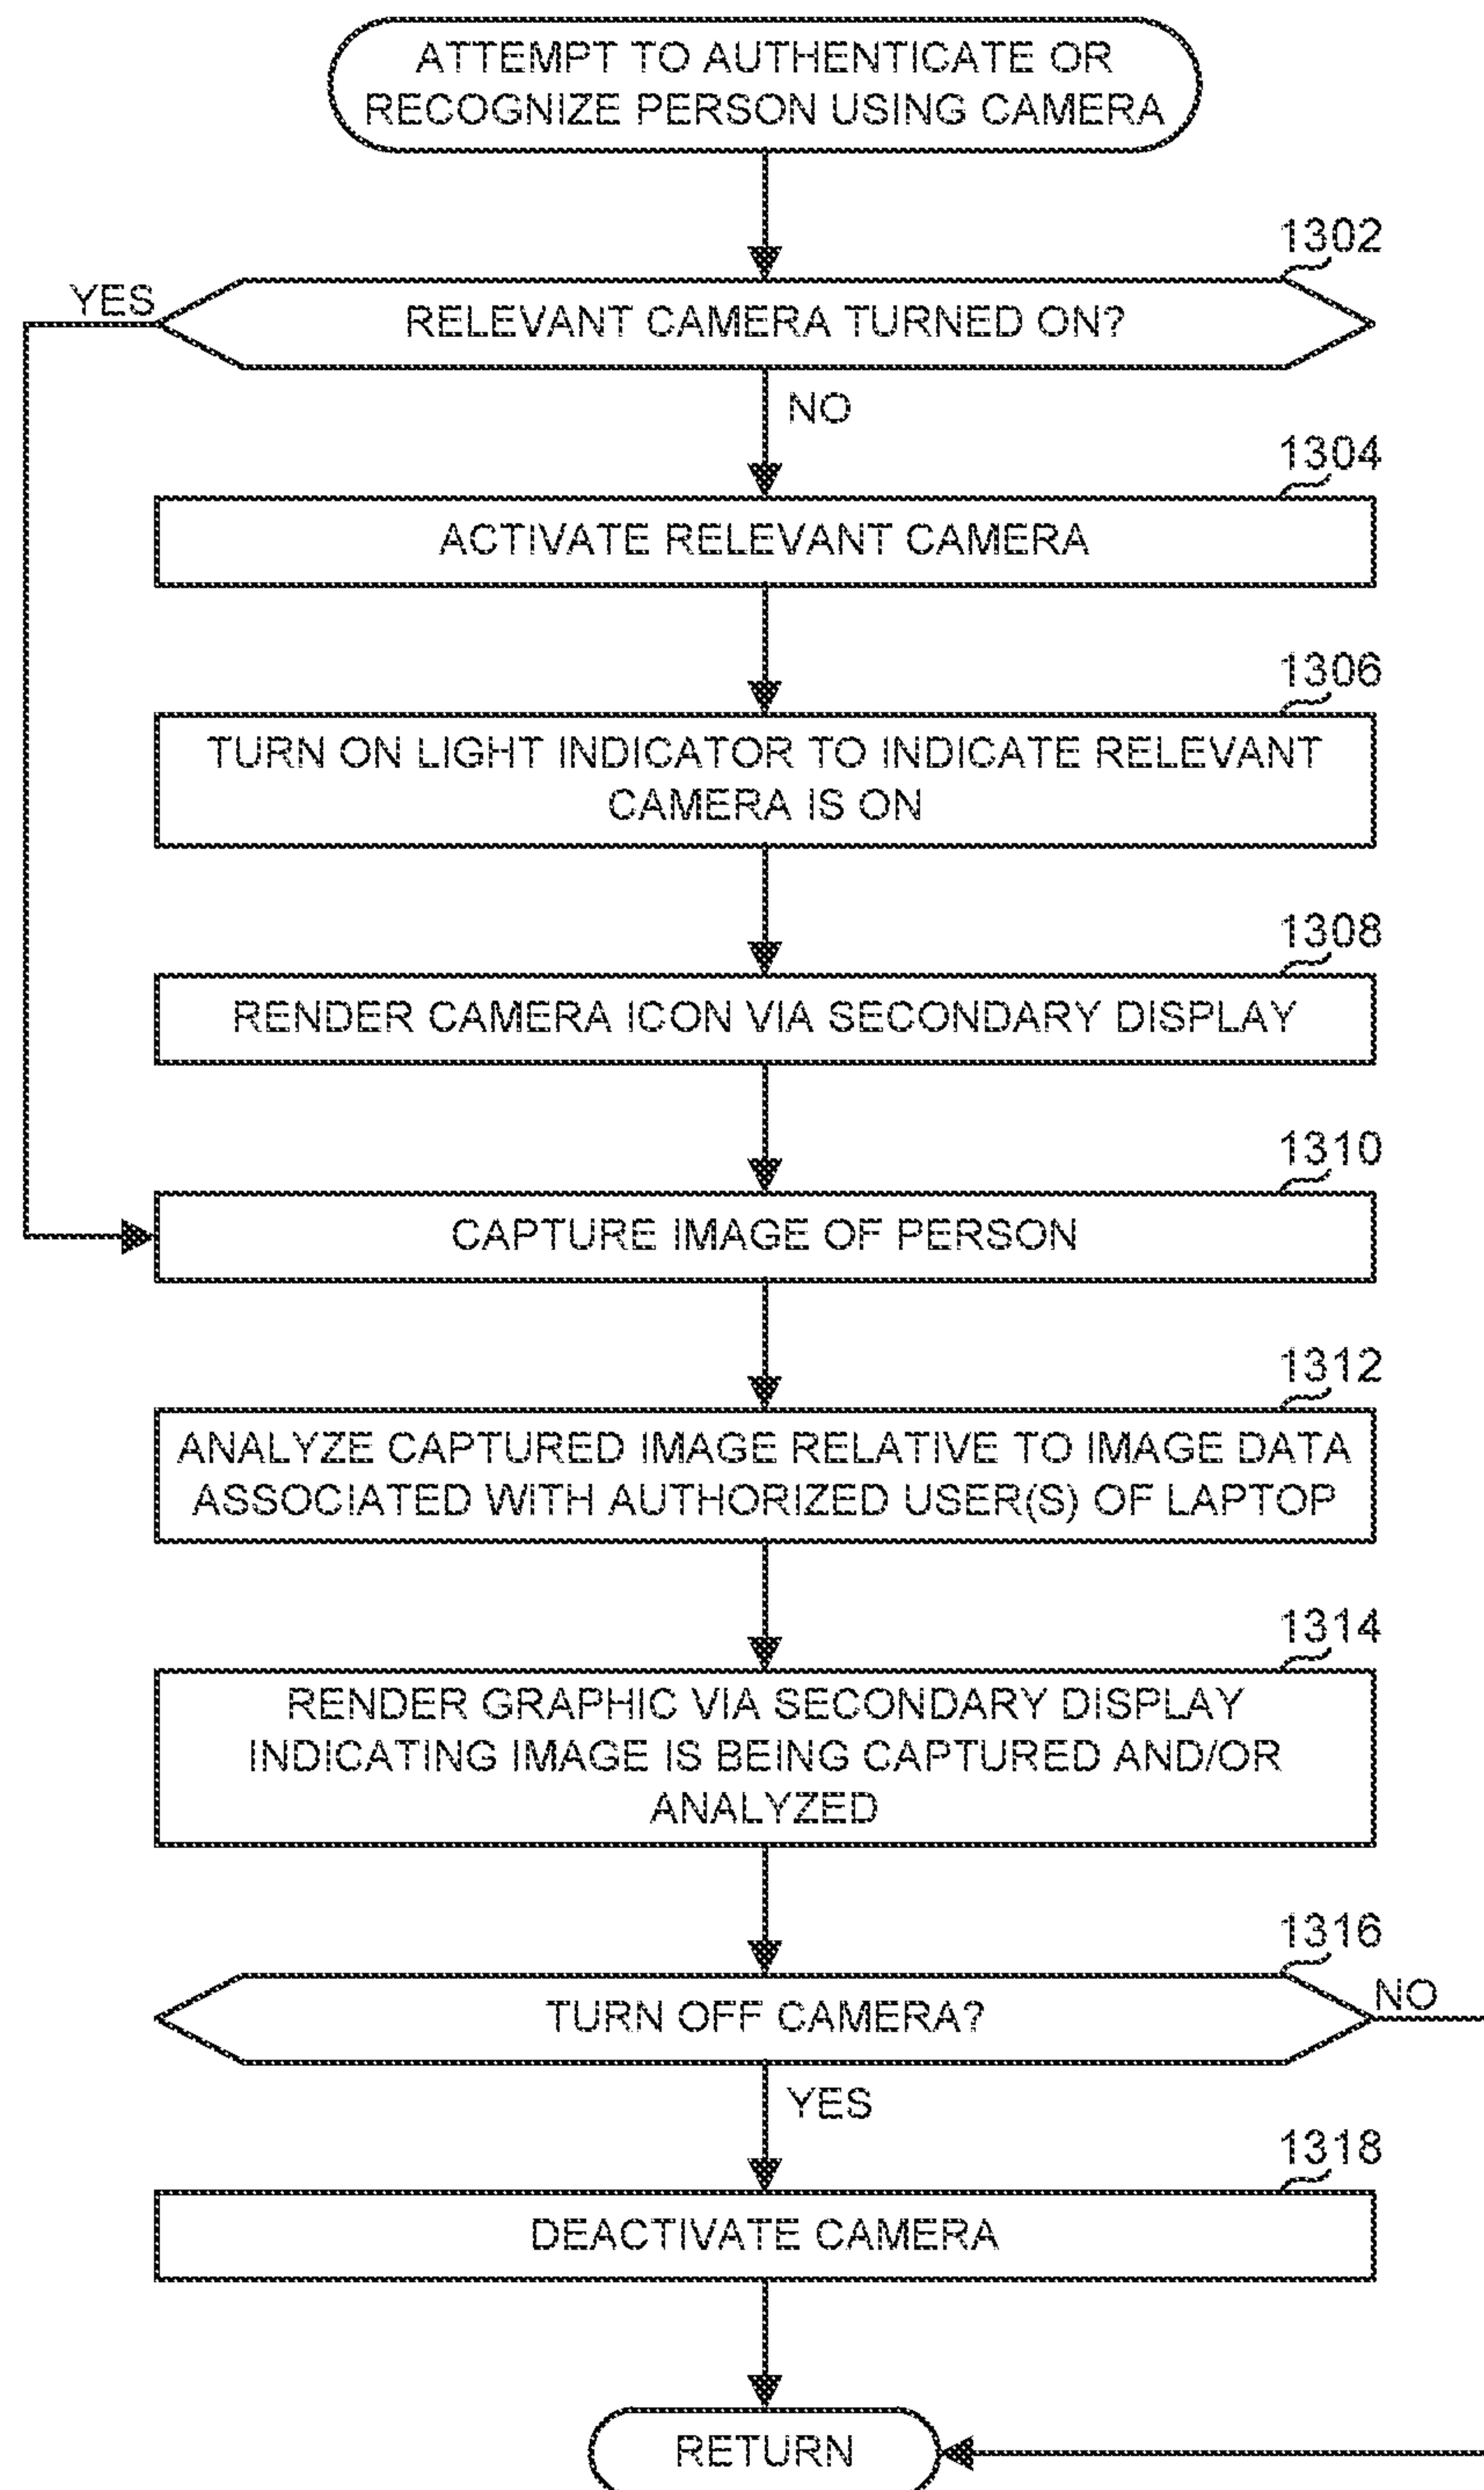 ATTEMPT TO AUTHENTICATE OR
RECOGNIZE PERSON USING CAMERA
1302
YES
RELEVANT CAMERA TURNED ON?
NO
1304
ACTIVATE RELEVANT CAMERA
1306
TURN ON LIGHT INDICATOR TO INDICATE RELEVANT
CAMERA IS ON
1308
RENDER CAMERA ICON VIA SECONDARY DISPLAY
1310
CAPTURE IMAGE OF PERSON
1312
ANALYZE CAPTURED IMAGE RELATIVE TO IMAGE DATA
ASSOCIATED WITH AUTHORIZED USER(S) OF LAPTOP
1314
RENDER GRAPHIC VIA SECONDARY DISPLAY
INDICATING IMAGE IS BEING CAPTURED AND/OR
ANALYZED
1316
TURN OFF CAMERA?
NO
YES
1318
DEACTIVATE CAMERA
RETURN